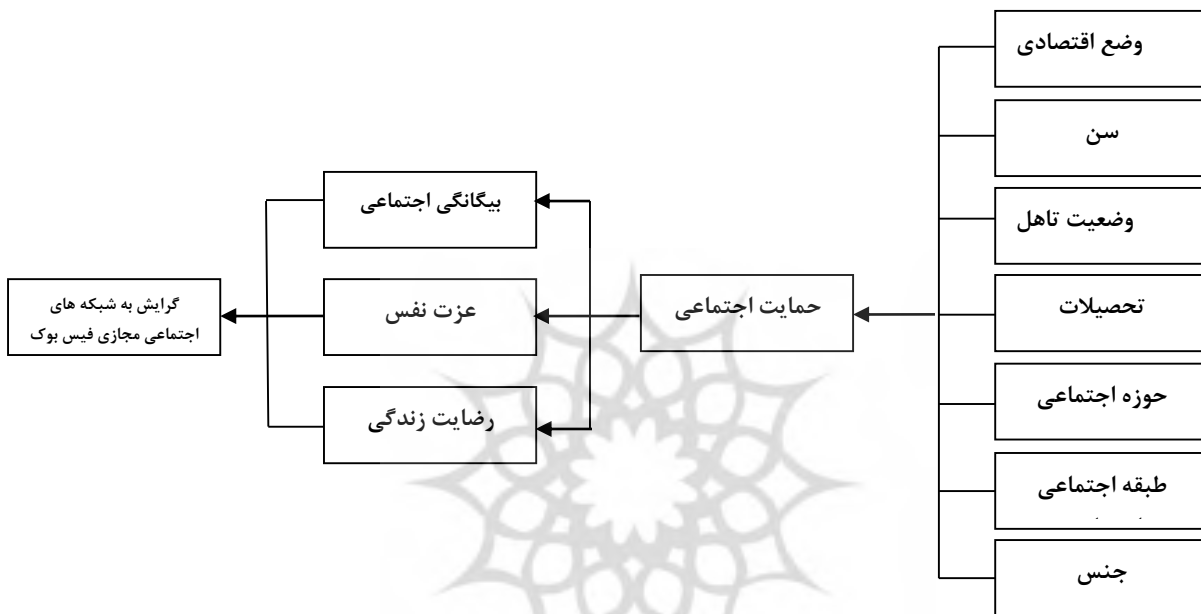 وضع اقتصادی
سن
وضعیت تاهل
تحصیلات
حوزه اجتماعی
طبقه اجتماعی
جنس
حمایت اجتماعی
بیگانگی اجتماعی
عزت نفس
رضایت زندگی
گرایش به شبکه های
اجتماعی مجازی فیس بوک